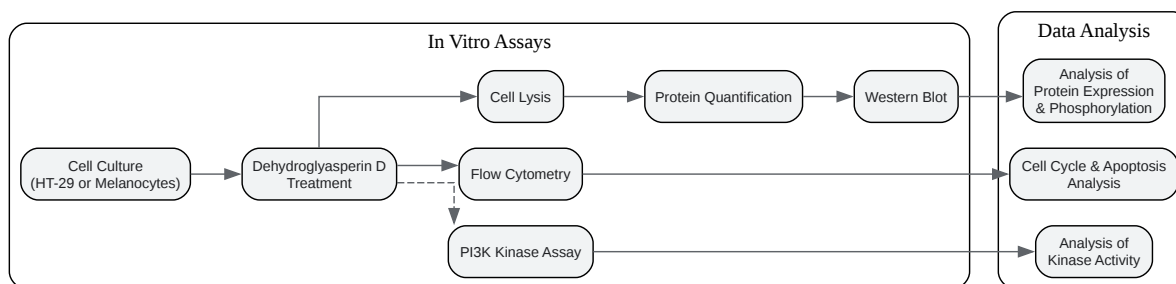 In Vitro Assays
Data Analysis
Cell Culture
(HT-29 or Melanocytes)
Dehydroglyasperin D
Treatment
Cell Lysis
Protein Quantification
Western Blot
Analysis of
Protein Expression
& Phosphorylation
Flow Cytometry
Cell Cycle & Apoptosis
Analysis
PI3K Kinase Assay
Analysis of
Kinase Activity